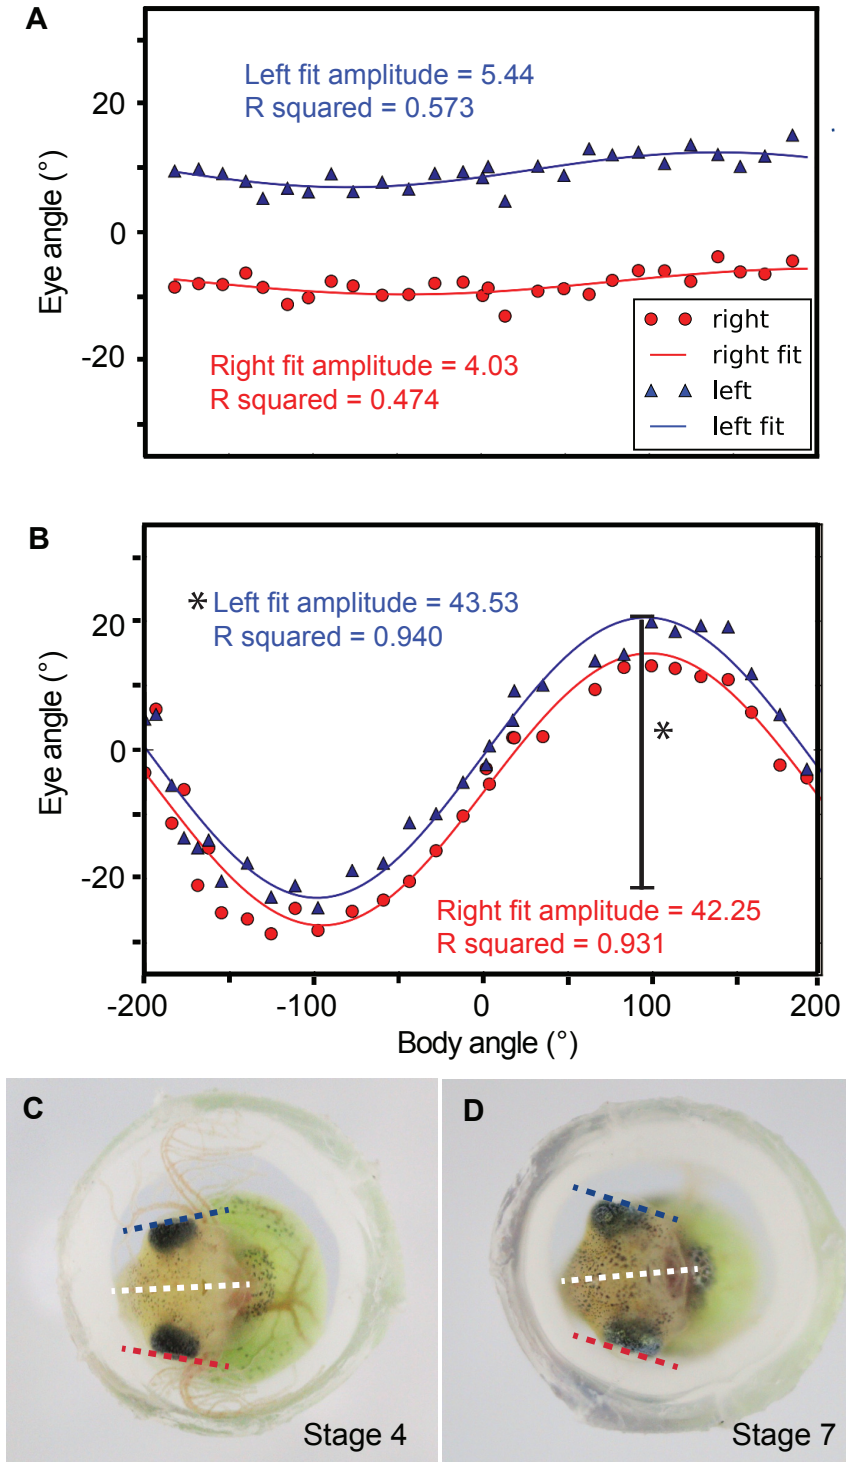 A
Left fit amplitude = 5.44
R squared = 0.573
20
0
-20
Eye angle (°)
Right fit amplitude = 4.03
R squared = 0.474
right
right fit
left
left fit
B
* Left fit amplitude = 43.53
R squared = 0.940
20
0
-20
Eye angle (°)
*
Right fit amplitude = 42.25
R squared = 0.931
-200 -100 0 100 200
Body angle (°)
C
Stage 4
D
Stage 7